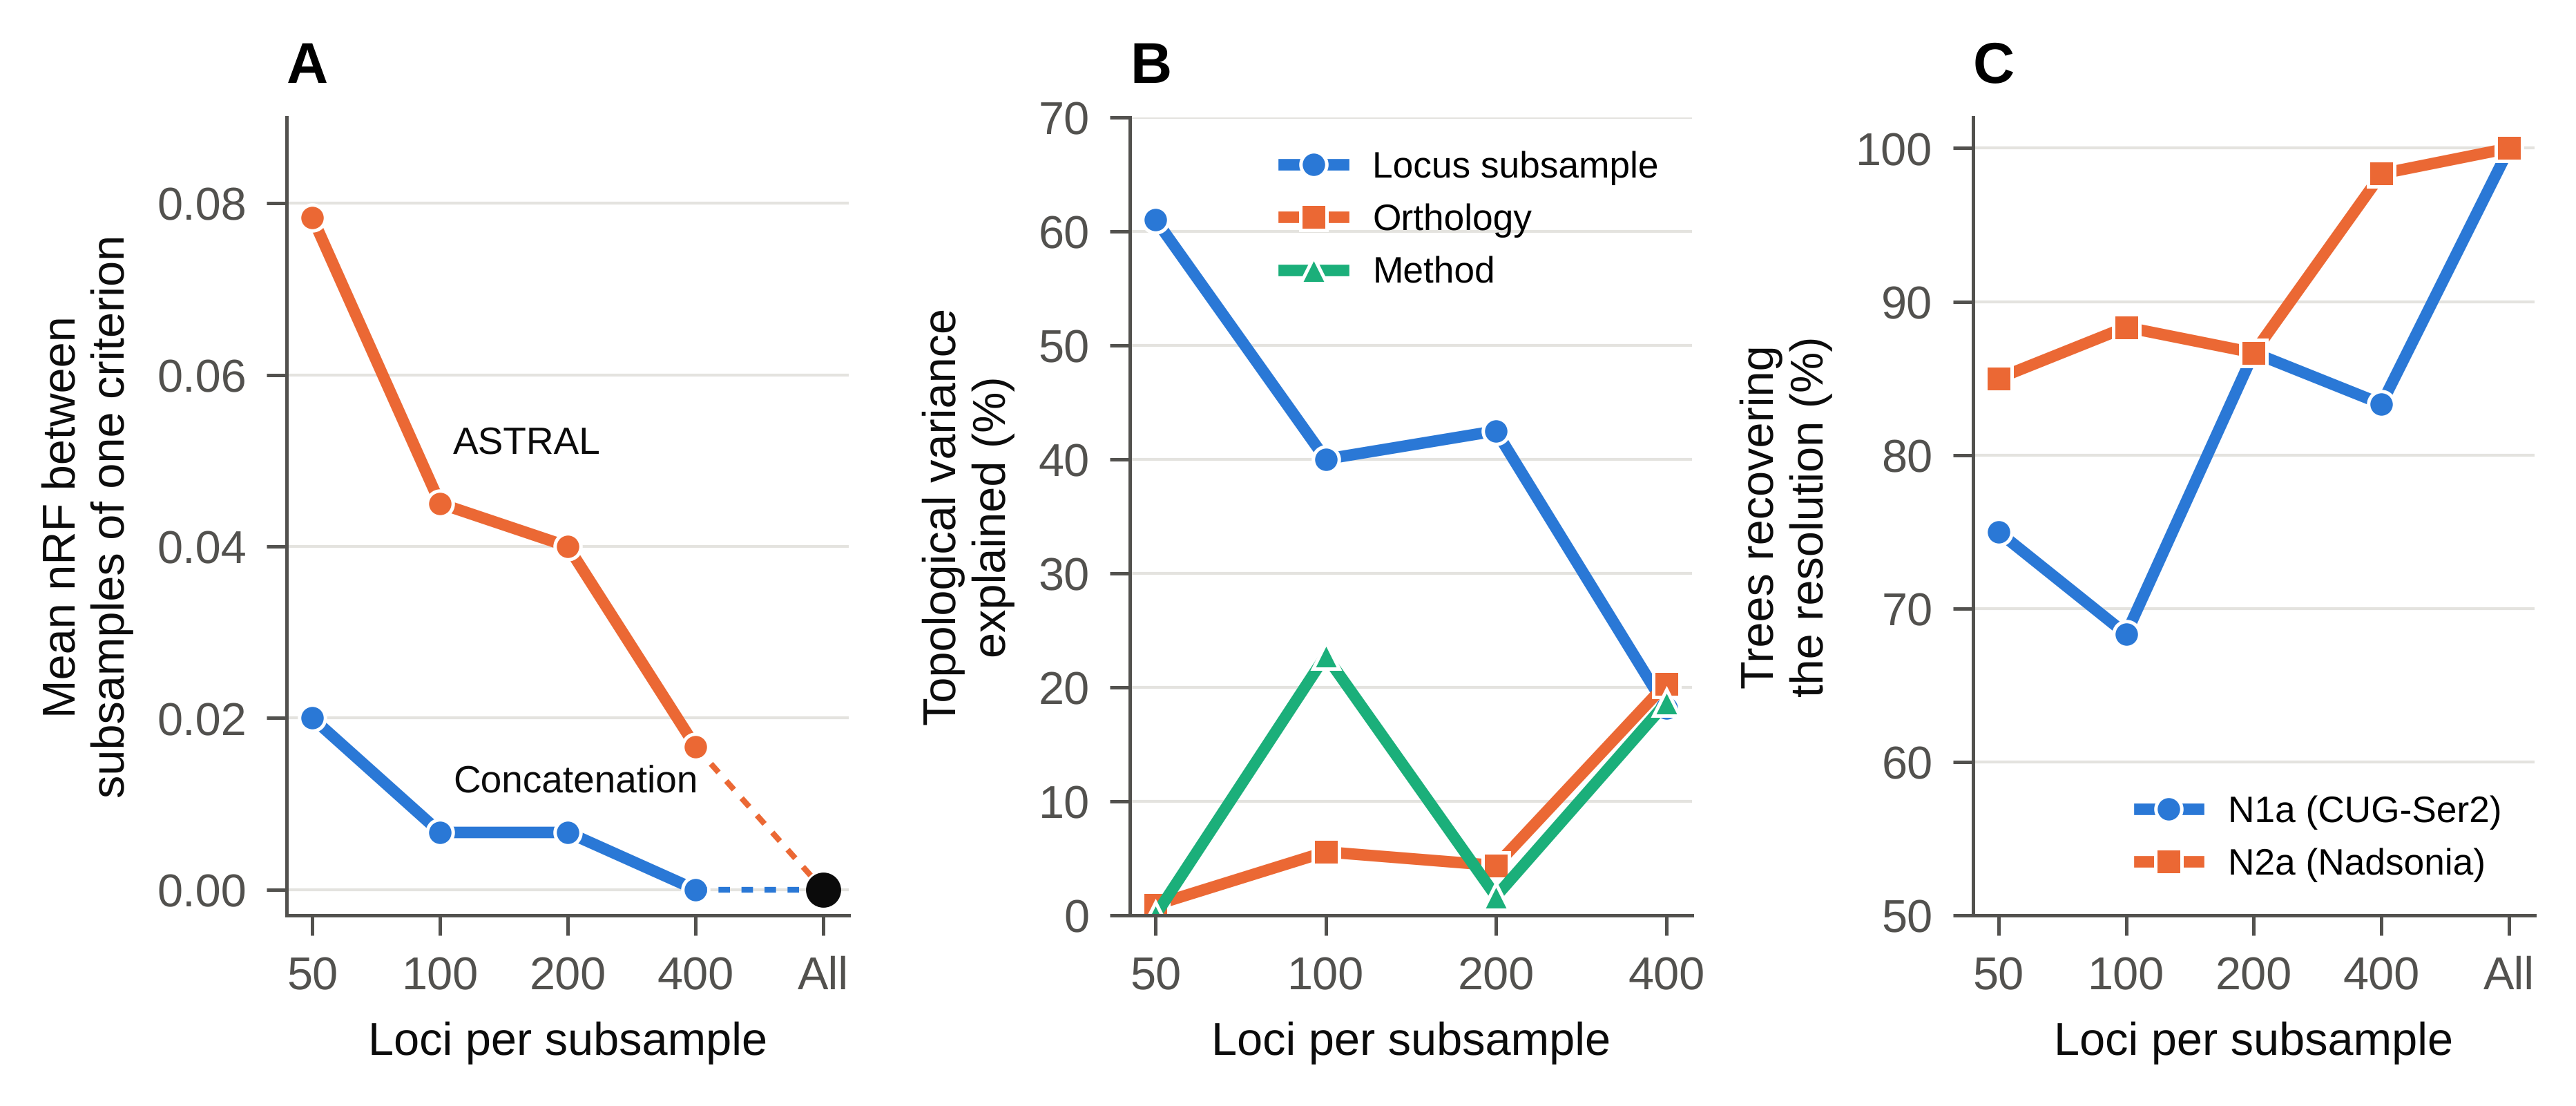 A
Mean nRF between
subsamples of one criterion
0.08
0.06
0.04
0.02
0.00
ASTRAL
Concatenation
50 100 200 400 All
Loci per subsample
B
Topological variance
explained (%)
70
60
50
40
30
20
10
0
Locus subsample
Orthology
Method
50 100 200 400
Loci per subsample
C
Trees recovering
the resolution (%)
100
90
80
70
60
50
N1a (CUG-Ser2)
N2a (Nadsonia)
50 100 200 400 All
Loci per subsample